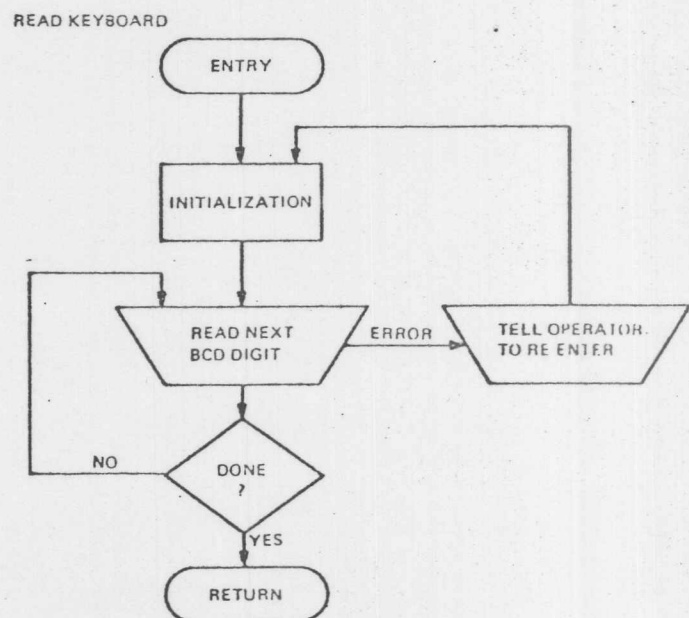 READ KEYBOARD
ENTRY
INITIALIZATION
READ NEXT
BCD DIGIT
ERROR
TELL OPERATOR
TO RE ENTER
NO
DONE
?
YES
RETURN